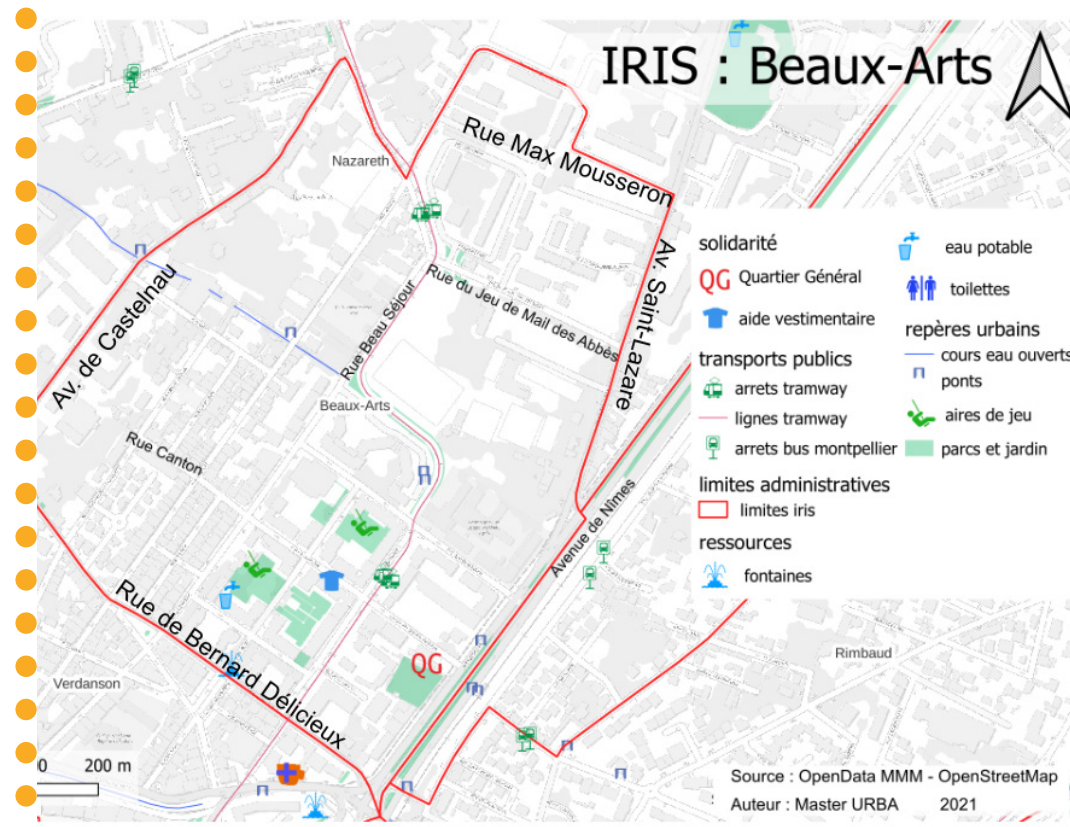 IRIS : Beaux-Arts
Rue Max Mousseron
Nazareth
Av. Saint-Lazare
Av. de Castelnau
Rue du Jeu de Mail des Abbés
Rue Beau Séjour
Beaux-Arts
Rue Canton
Avenue de Nîmes
Rue de Bernard Délicieux
Verdanson
Rimbaud
QG
solidarité
QG Quartier Général
aide vestimentaire
transports publics
arrets tramway
lignes tramway
arrets bus montpellier
limites administratives
limites iris
ressources
fontaines
eau potable
toilettes
repères urbains
cours eau ouverts
ponts
aires de jeu
parcs et jardin
0 200 m
Source : OpenData MMM - OpenStreetMap
Auteur : Master URBA 2021